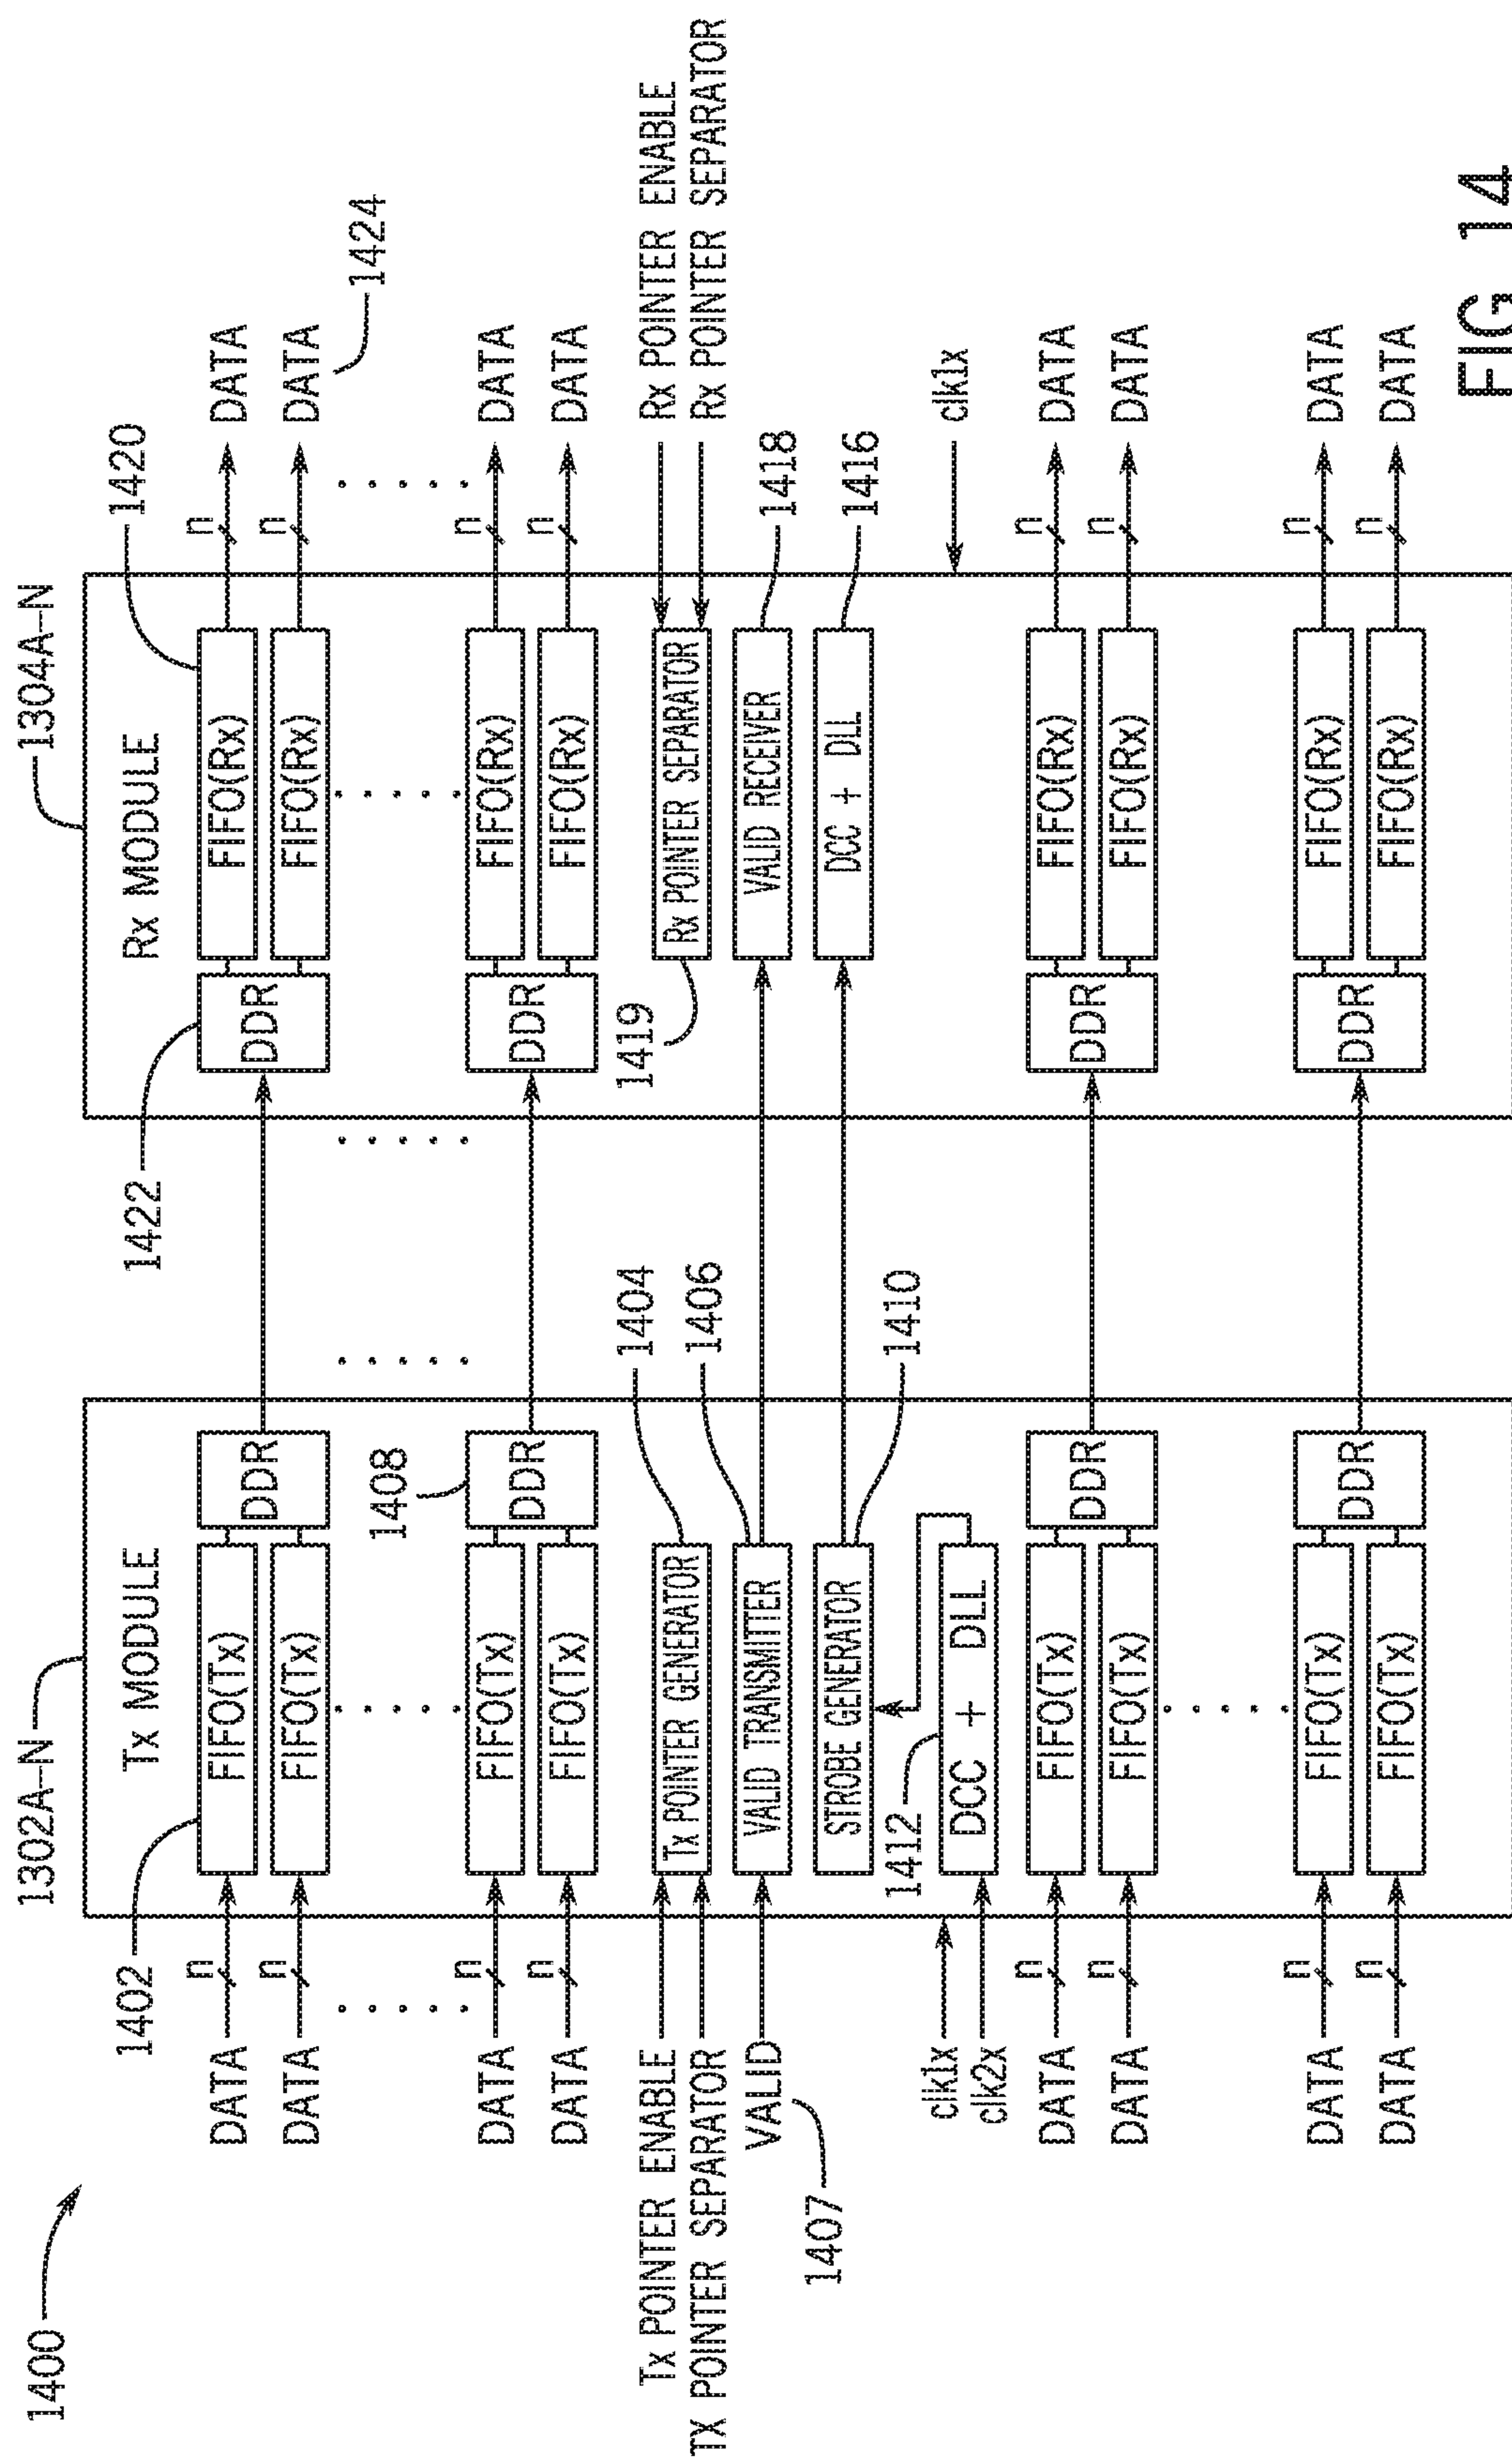 1400
1302A–N
1304A–N
Tx MODULE
Rx MODULE
1402
1422
1420
DATA
n
FIFO(Tx)
DDR
DDR
FIFO(Rx)
n
DATA
DATA
n
FIFO(Tx)
FIFO(Rx)
n
DATA
1424
1408
DATA
n
FIFO(Tx)
DDR
DDR
FIFO(Rx)
n
DATA
DATA
n
FIFO(Tx)
FIFO(Rx)
n
DATA
1404
1419
Tx POINTER ENABLE
Tx POINTER GENERATOR
Rx POINTER SEPARATOR
Rx POINTER ENABLE
TX POINTER SEPARATOR
Rx POINTER SEPARATOR
1406
VALID
VALID TRANSMITTER
VALID RECEIVER
1418
1407
STROBE GENERATOR
DCC + DLL
1416
1410
1412
clk1x
clk1x
clk2x
DCC + DLL
DATA
n
FIFO(Tx)
DDR
DDR
FIFO(Rx)
n
DATA
DATA
n
FIFO(Tx)
FIFO(Rx)
n
DATA
DATA
n
FIFO(Tx)
DDR
DDR
FIFO(Rx)
n
DATA
DATA
n
FIFO(Tx)
FIFO(Rx)
n
DATA
FIG 14